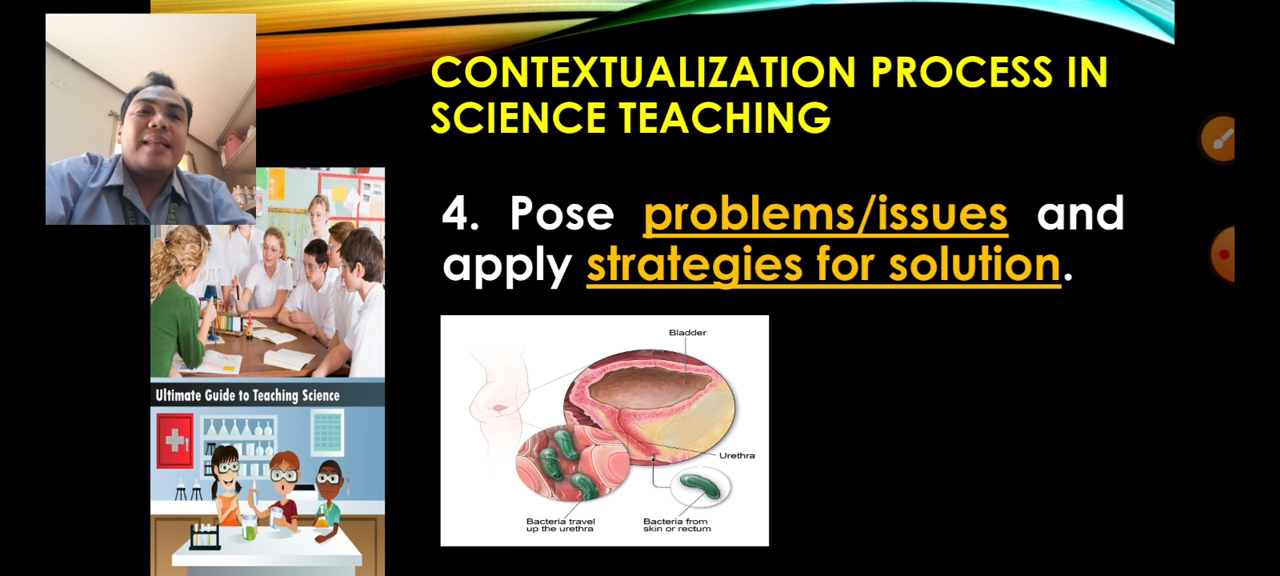 CONTEXTUALIZATION PROCESS IN
SCIENCE TEACHING
4. Pose problems/issues and
apply strategies for solution.
Ultimate Guide to Teaching Science
Bladder
Urethra
Bacteria travel
up the urethra
Bacteria from
skin or rectum